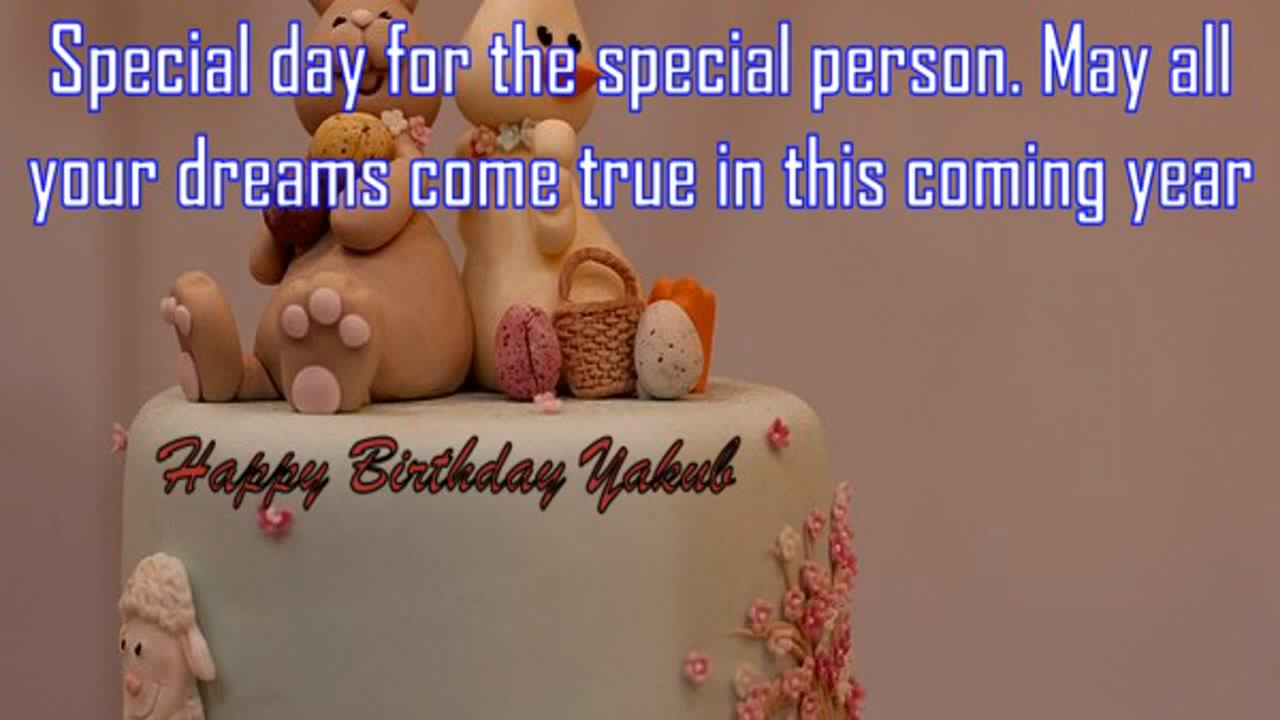 Special day for the special person. May all
your dreams come true in this coming year
Happy Birthday Yakub